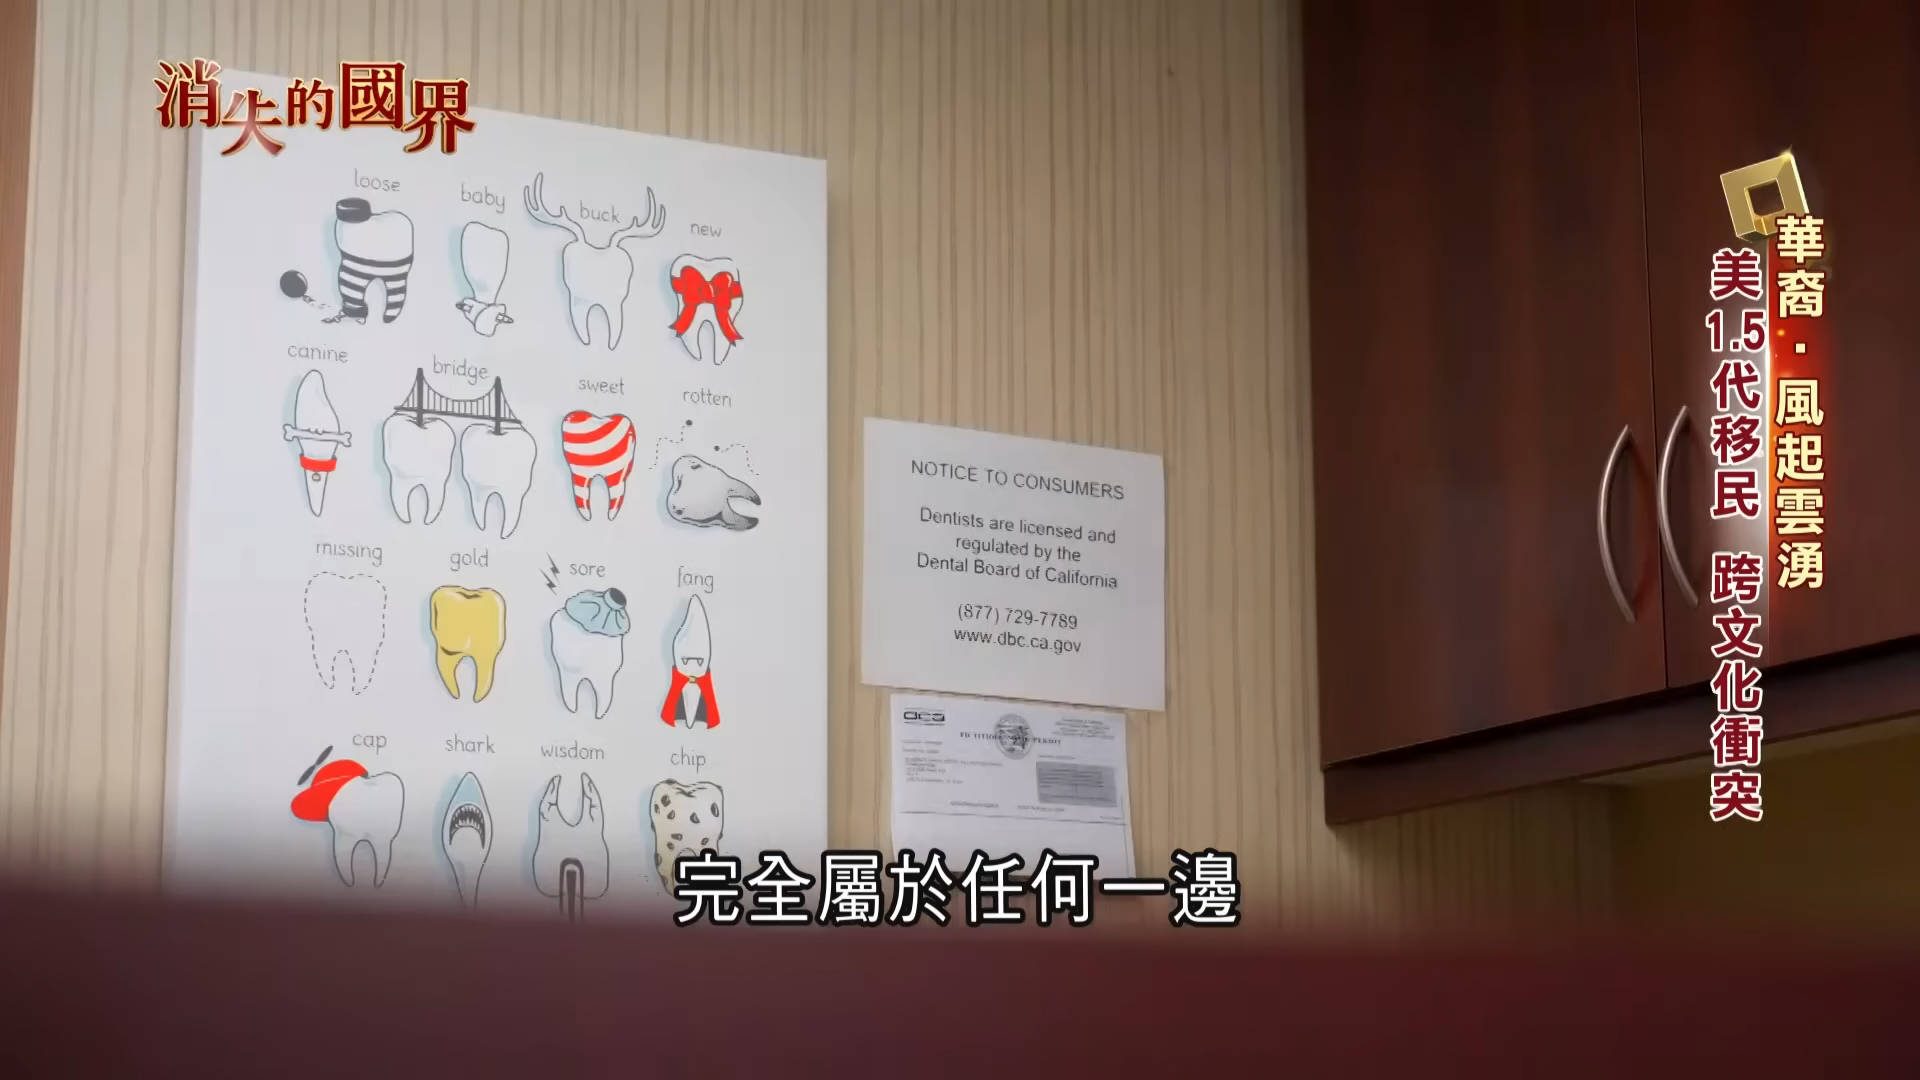 消失的國界
loose
baby
buck
new
canine
bridge
sweet
rotten
missing
gold
sore
fang
cap
shark
wisdom
chip
NOTICE TO CONSUMERS
Dentists are licensed and
regulated by the
Dental Board of California
(877) 729-7789
www.dbc.ca.gov
dca
華裔·風起雲湧
美1.5代移民 跨文化衝突
完全屬於任何一邊